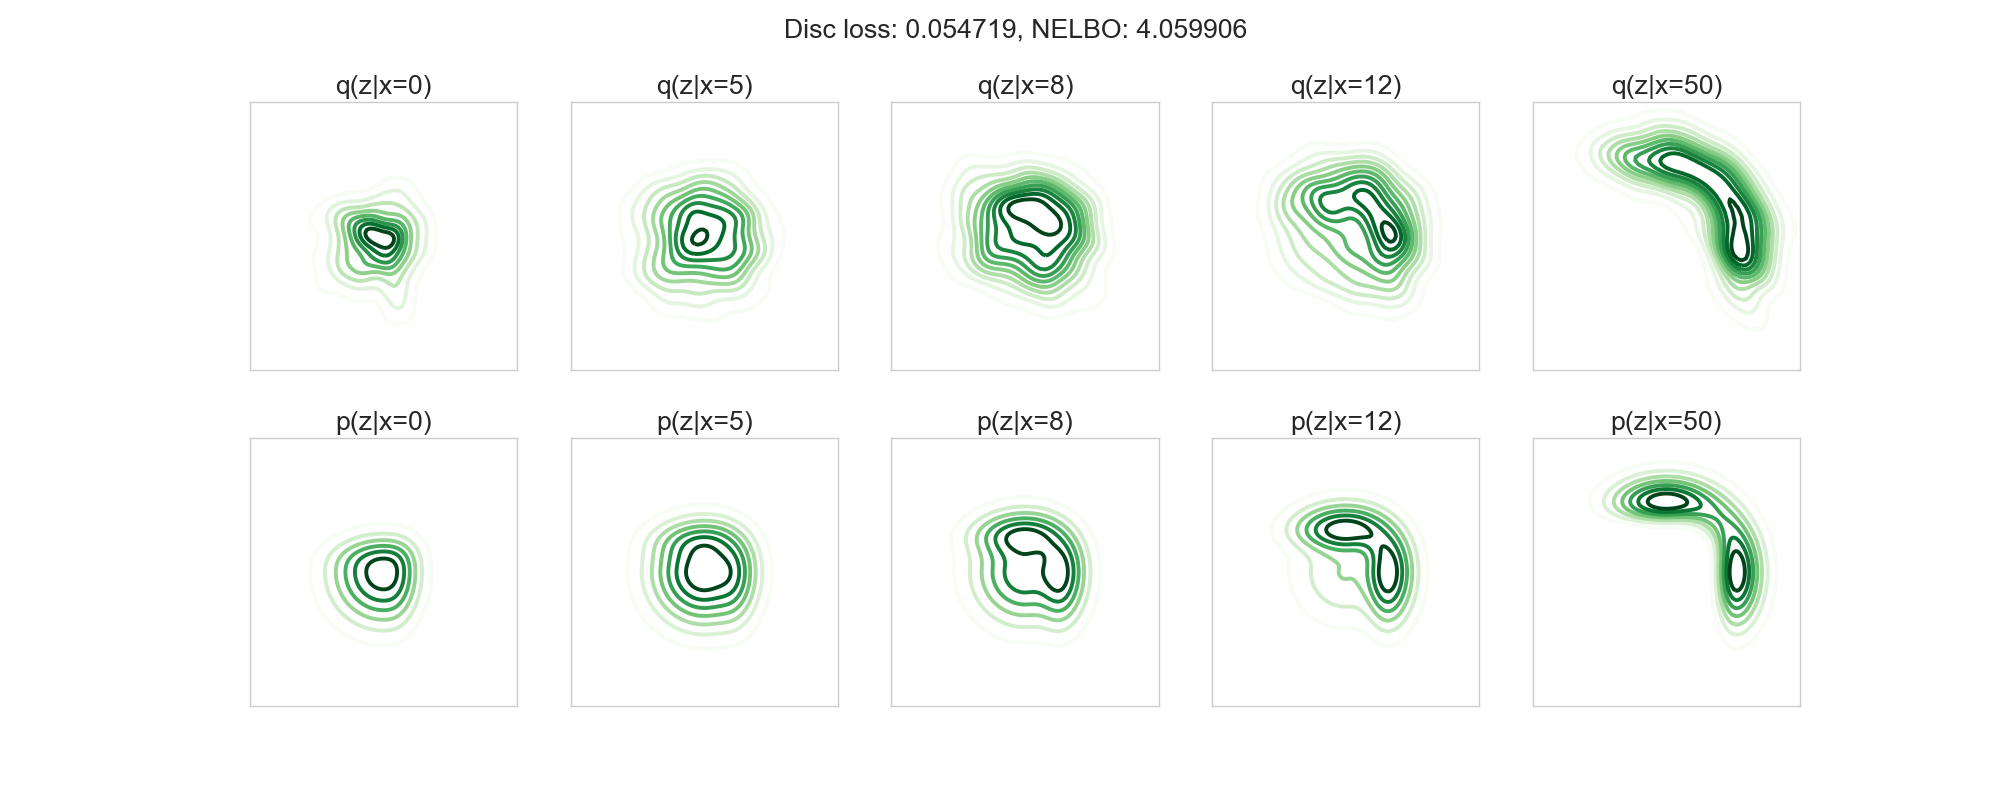 Disc loss: 0.054719, NELBO: 4.059906
q(z|x=0) q(z|x=5) q(z|x=8) q(z|x=12) q(z|x=50)
p(z|x=0) p(z|x=5) p(z|x=8) p(z|x=12) p(z|x=50)